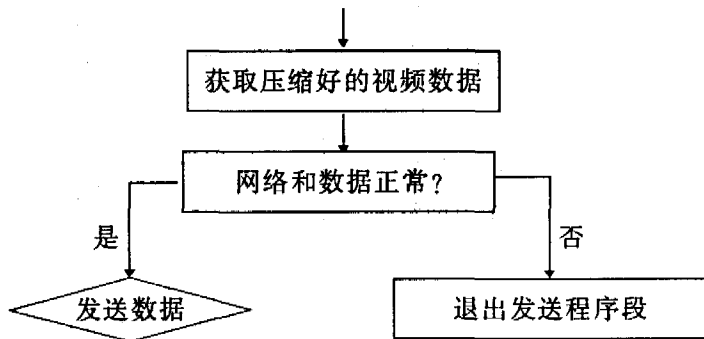 获取压缩好的视频数据
网络和数据正常?
是
否
发送数据
退出发送程序段